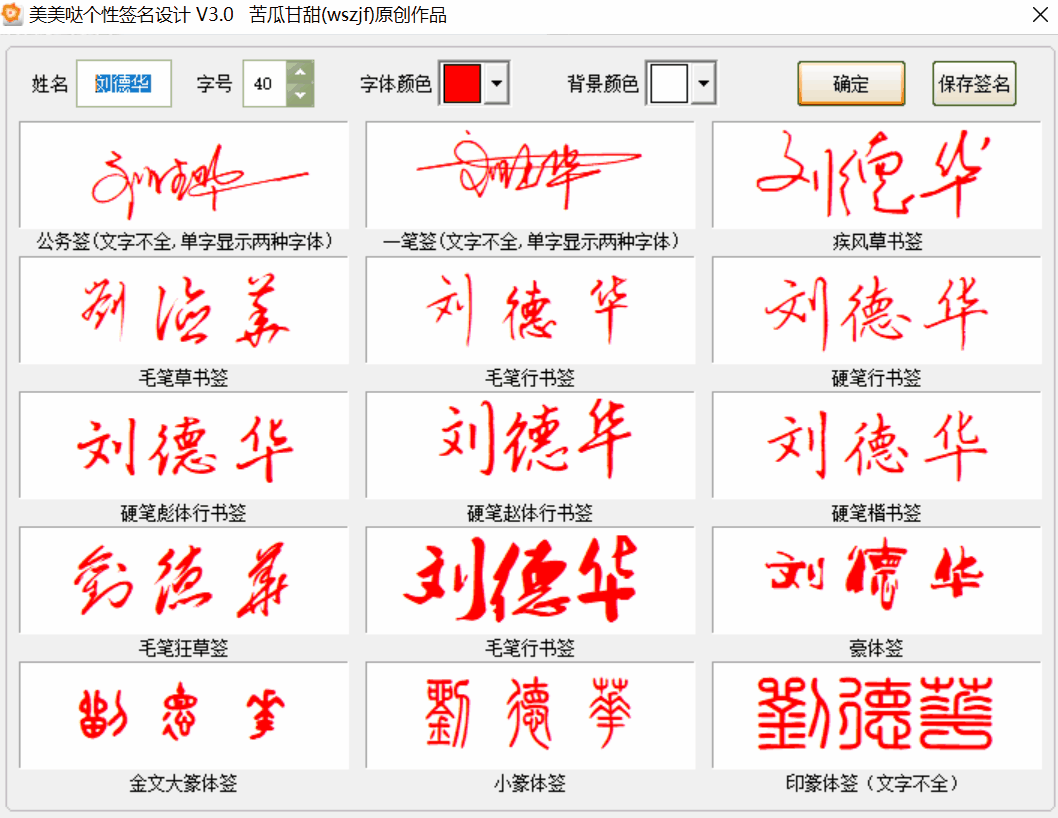 美美哒个性签名设计 V3.0 苦瓜甘甜(wszjf)原创作品
姓名 刘德华 字号 40 字体颜色 背景颜色 确定 保存签名
刘德华 刘德华 刘德华
公务签(文字不全,单字显示两种字体) 一笔签(文字不全,单字显示两种字体) 疾风草书签
劉德華 刘德华 刘德华
毛笔草书签 毛笔行书签 硬笔行书签
刘德华 刘德华 刘德华
硬笔彪体行书签 硬笔赵体行书签 硬笔楷书签
劉德華 刘德华 刘德华
毛笔狂草签 毛笔行书签 豪体签
劉德華 劉德華 劉德華
金文大篆体签 小篆体签 印篆体签（文字不全）